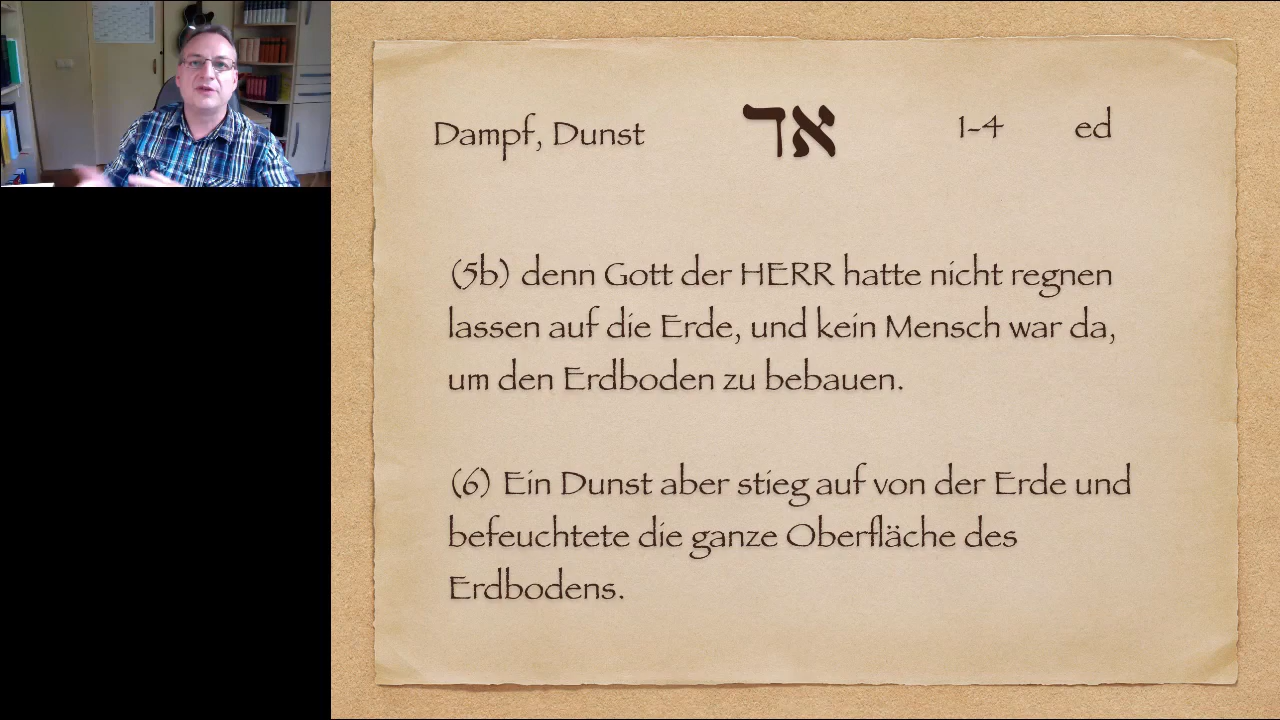 Dampf, Dunst אד 1-4 ed
(5b) denn Gott der HERR hatte nicht regnen
lassen auf die Erde, und kein Mensch war da,
um den Erdboden zu bebauen.
(6) Ein Dunst aber stieg auf von der Erde und
befeuchtete die ganze Oberfläche des
Erdbodens.